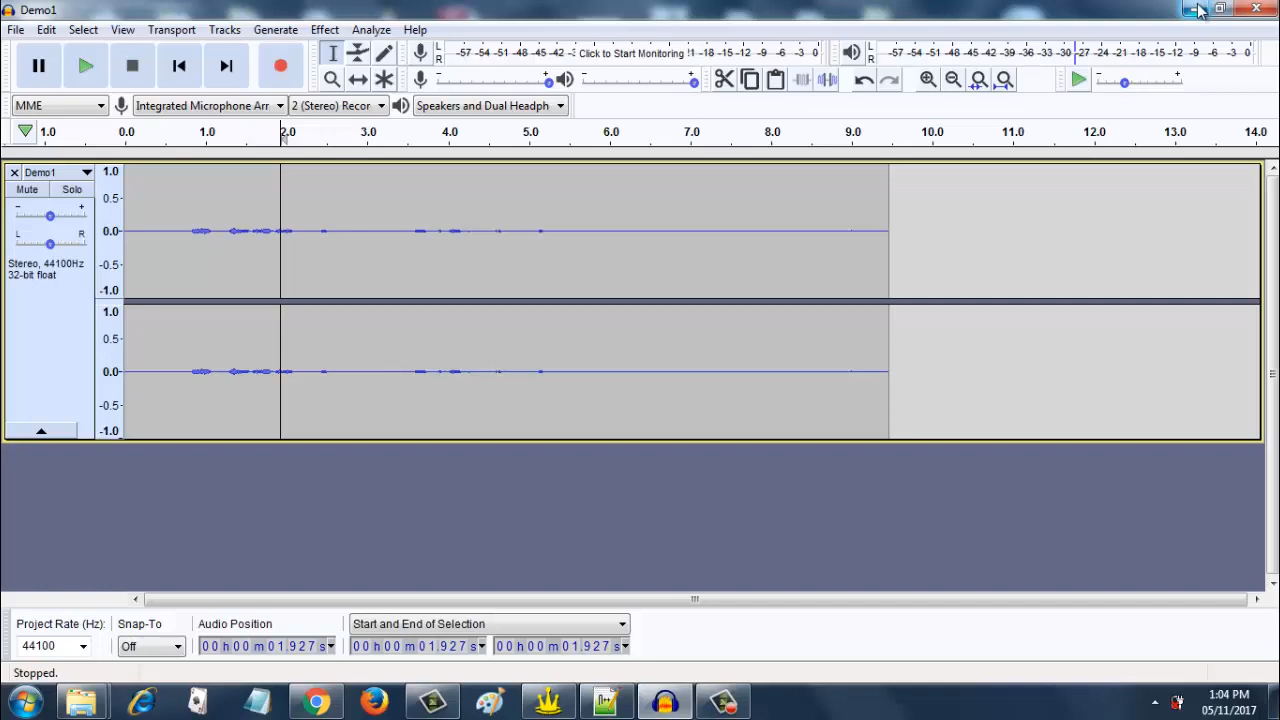 Demo1
File Edit Select View Transport Tracks Generate Effect Analyze Help
L R -57 -54 -51 -48 -45 -42 -3 Click to Start Monitoring -18 -15 -12 -9 -6 -3 0
L R -57 -54 -51 -48 -45 -42 -39 -36 -33 -30 -27 -24 -21 -18 -15 -12 -9 -6 -3 0
MME Integrated Microphone Arr 2 (Stereo) Recor Speakers and Dual Headph
1.0 0.0 1.0 2.0 3.0 4.0 5.0 6.0 7.0 8.0 9.0 10.0 11.0 12.0 13.0 14.0
Demo1
Mute Solo
- +
L R
Stereo, 44100Hz
32-bit float
1.0
0.5
0.0
-0.5
-1.0
1.0
0.5
0.0
-0.5
-1.0
Project Rate (Hz): Snap-To Audio Position Start and End of Selection
44100 Off 00 h 00 m 01.927 s 00 h 00 m 01.927 s 00 h 00 m 01.927 s
Stopped.
1:04 PM
05/11/2017